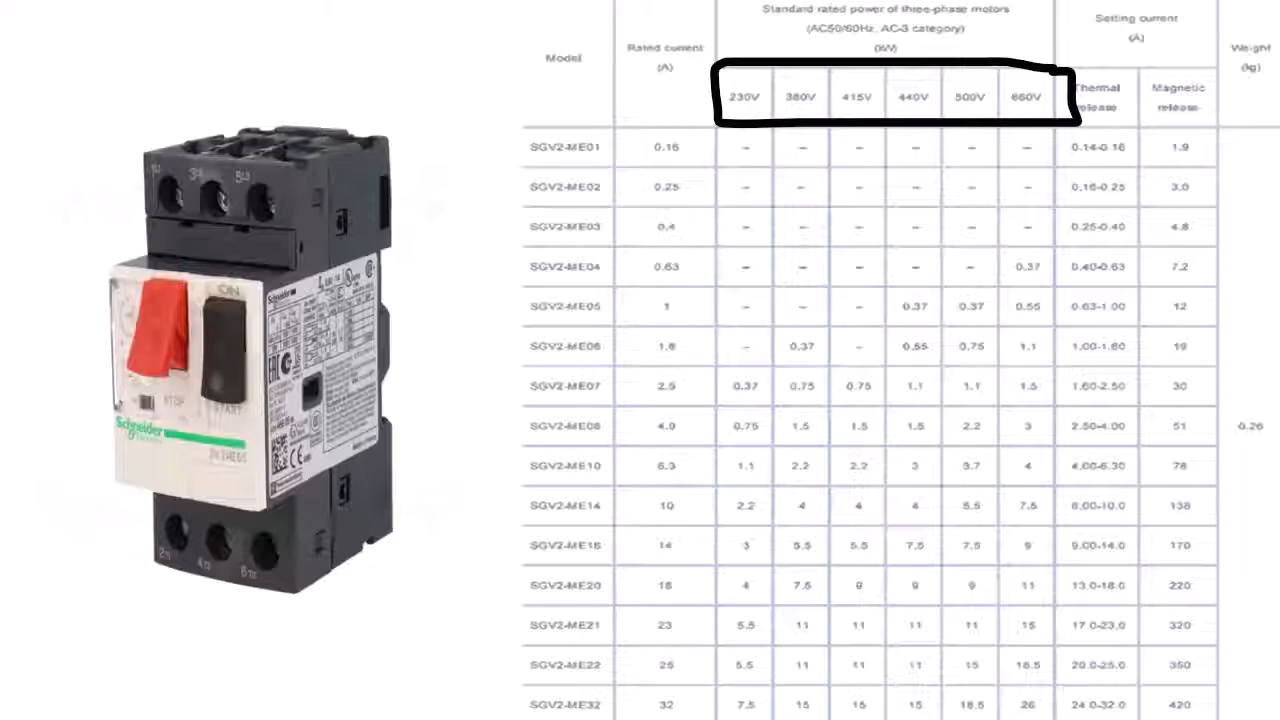 Standard rated power of three-phase motors
(AC50/60Hz, AC-3 category)
(kW)
Setting current
(A)
Model
Rated current
(A)
Weight
(kg)
230V 380V 415V 440V 500V 660V
Thermal
release
Magnetic
release
SGV2-ME01 0.16 – – – – – – 0.14-0.16 1.9
SGV2-ME02 0.25 – – – – – – 0.16-0.25 3.0
SGV2-ME03 0.4 – – – – – – 0.25-0.40 4.8
SGV2-ME04 0.63 – – – – – 0.37 0.40-0.63 7.2
SGV2-ME05 1 – – – 0.37 0.37 0.55 0.63-1.00 12
SGV2-ME06 1.6 – 0.37 – 0.55 0.75 1.1 1.00-1.60 19
SGV2-ME07 2.5 0.37 0.75 0.75 1.1 1.1 1.5 1.60-2.50 30
SGV2-ME08 4.0 0.75 1.5 1.5 1.5 2.2 3 2.50-4.00 51 0.26
SGV2-ME10 6.3 1.1 2.2 2.2 3 3.7 4 4.00-6.30 78
SGV2-ME14 10 2.2 4 4 4 5.5 7.5 6.00-10.0 138
SGV2-ME16 14 3 5.5 5.5 7.5 7.5 9 9.00-14.0 170
SGV2-ME20 18 4 7.5 9 9 9 11 13.0-18.0 220
SGV2-ME21 23 5.5 11 11 11 11 15 17.0-23.0 320
SGV2-ME22 25 5.5 11 11 11 15 18.5 20.0-25.0 350
SGV2-ME32 32 7.5 15 15 15 18.5 26 24.0-32.0 420
ON
STOP
START
Schneider
Electric
Schneider
CE
EAC